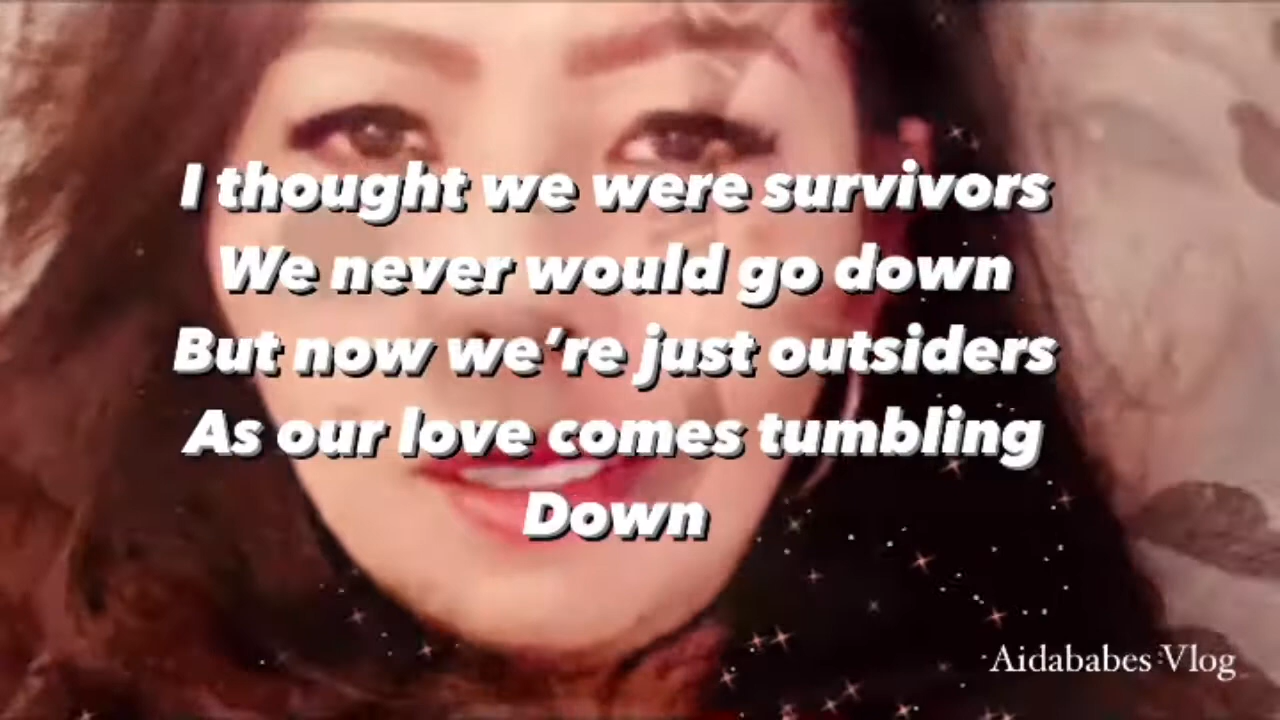 I thought we were survivors
We never would go down
But now we're just outsiders
As our love comes tumbling
Down
Aidababes Vlog